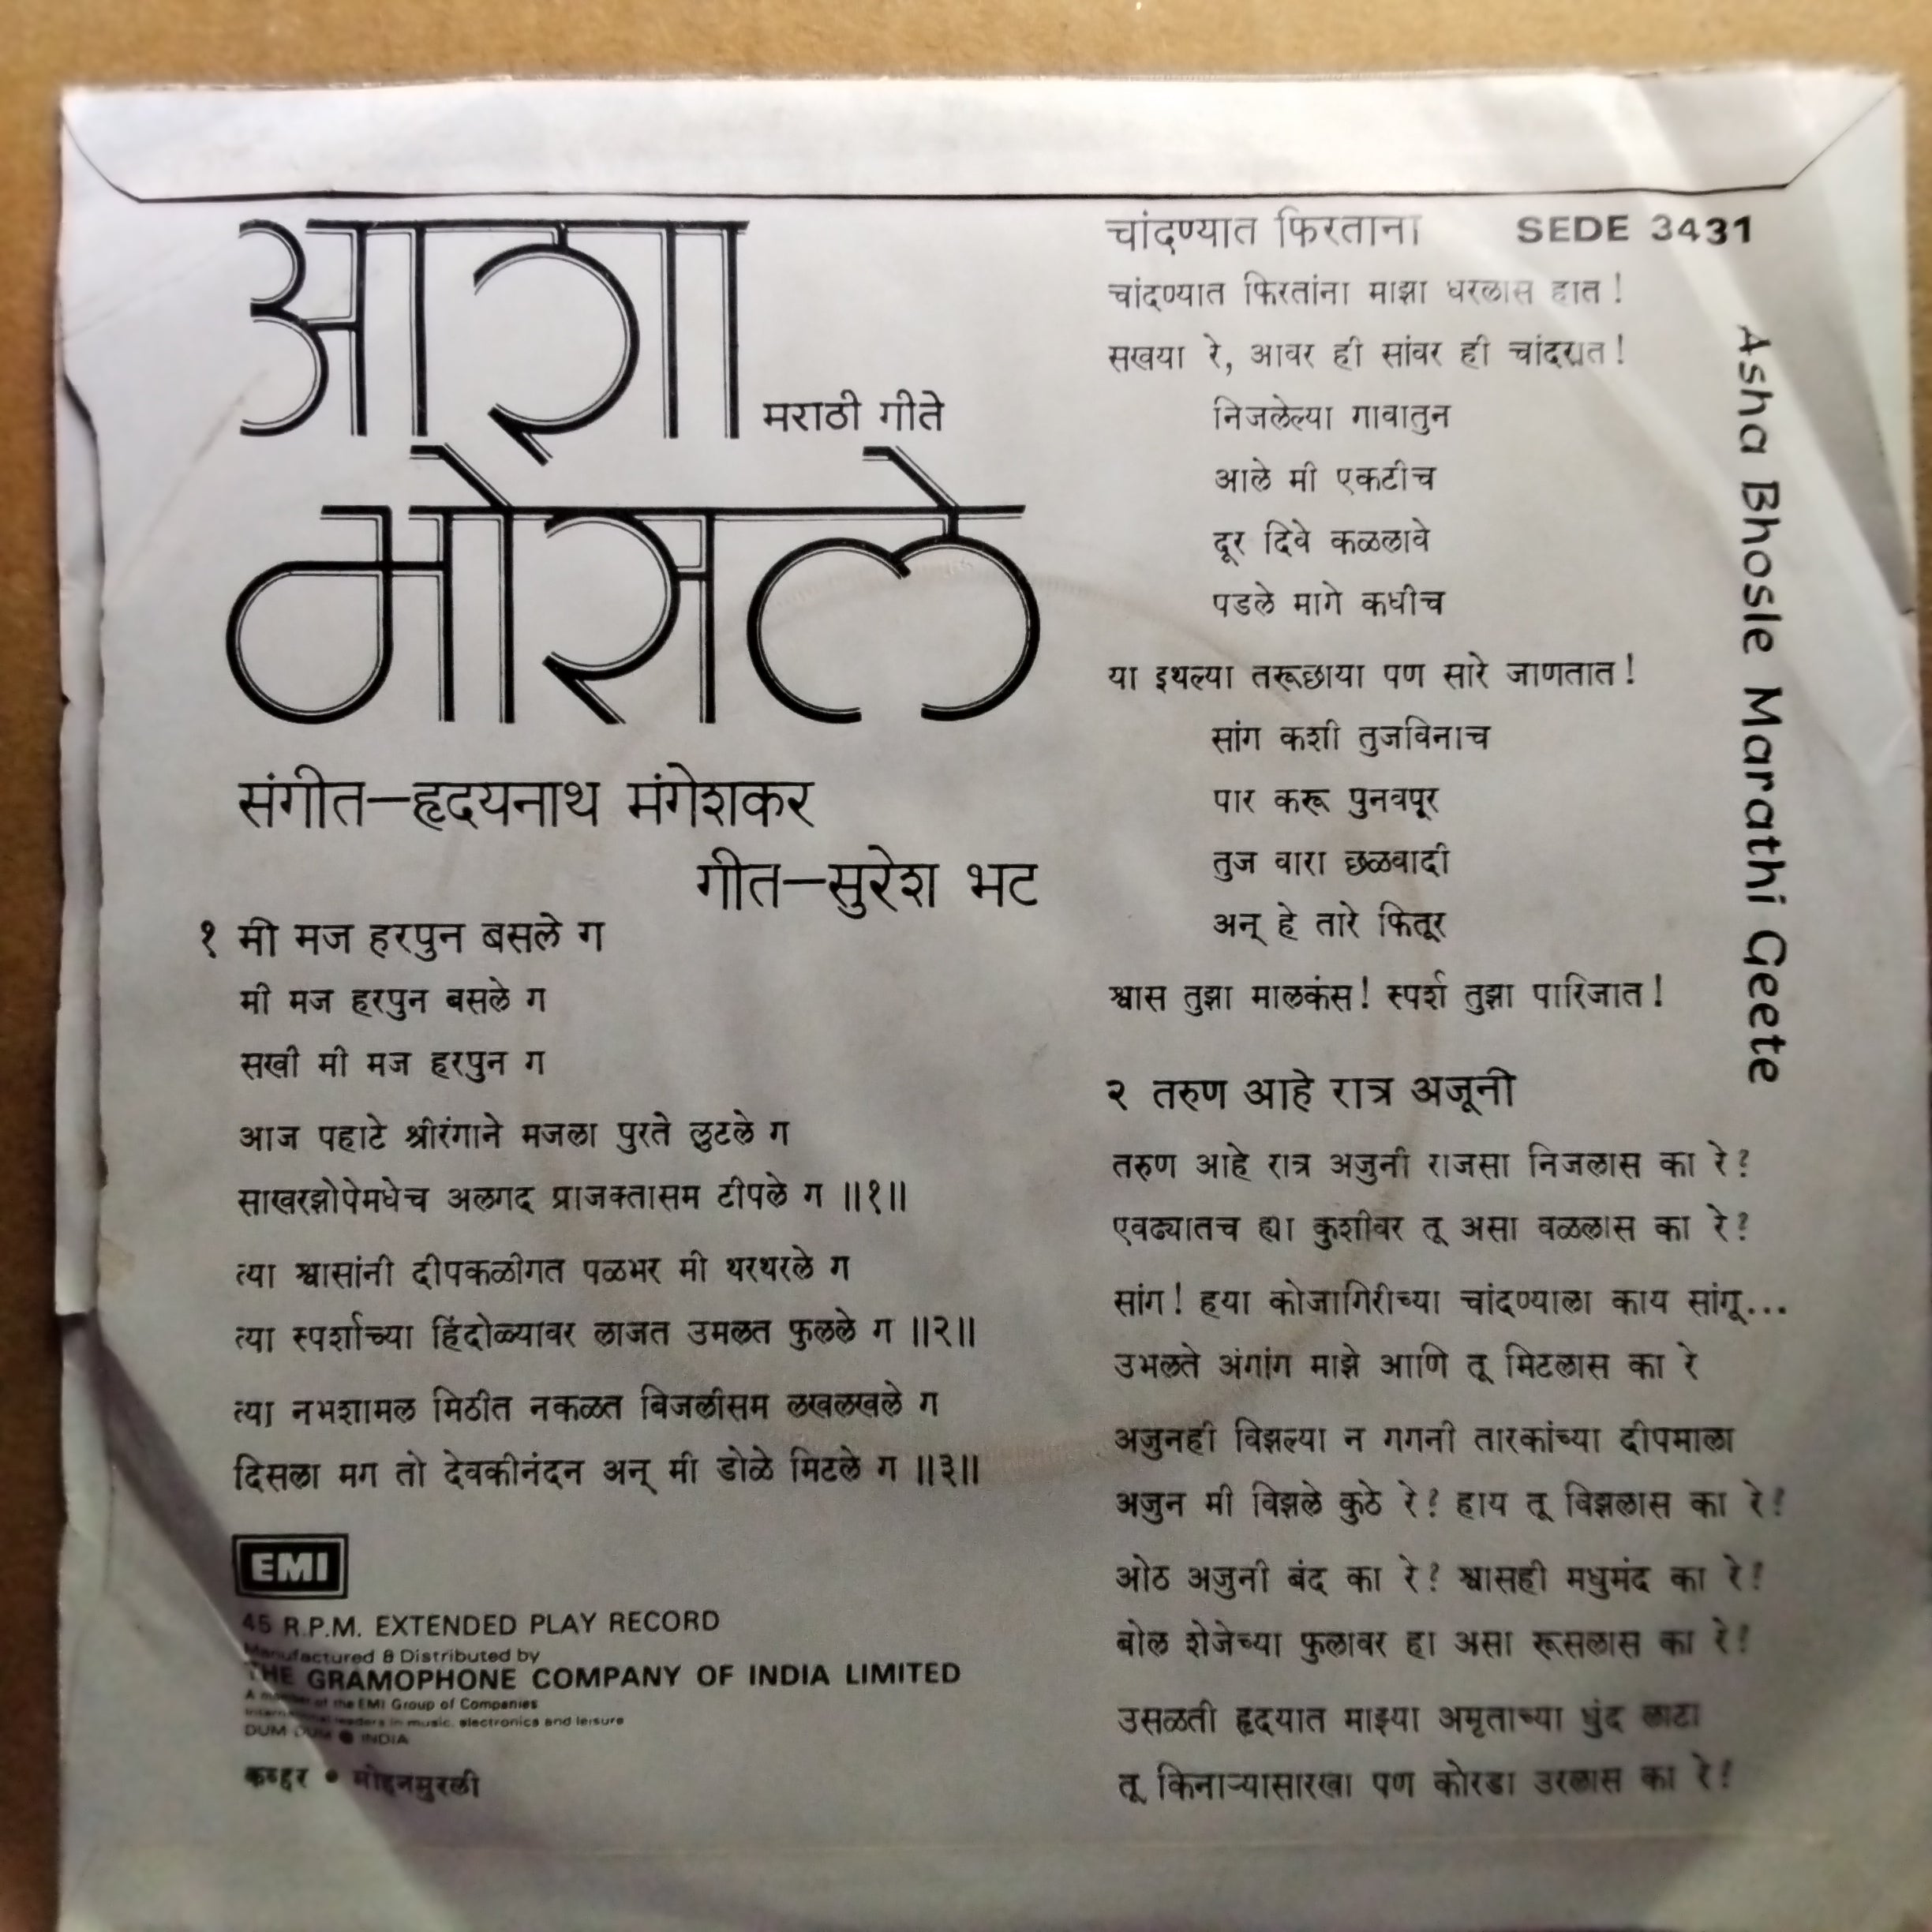 आशा
मराठी गीते
भोसले
संगीत—हृदयनाथ मंगेशकर
गीत—सुरेश भट
१ मी मज हरपुन बसले ग
मी मज हरपुन बसले ग
सखी मी मज हरपुन ग
आज पहाटे श्रीरंगाने मजला पुरते लुटले ग
साखरझोपेमधेच अलगद प्राजक्तासम टीपले ग ॥१॥
त्या श्वासांनी दीपकळीगत पळभर मी थरथरले ग
त्या स्पर्शाच्या हिंदोळ्यावर लाजत उमलत फुलले ग ॥२॥
त्या नभशामल मिठीत नकळत बिजलीसम लखलखले ग
दिसला मग तो देवकीनंदन अन् मी डोळे मिटले ग ॥३॥
EMI
45 R.P.M. EXTENDED PLAY RECORD
Manufactured & Distributed by
THE GRAMOPHONE COMPANY OF INDIA LIMITED
A member of the EMI Group of Companies
International leaders in music, electronics and leisure
DUM DUM INDIA
कव्हर • मोहनमुरली
चांदण्यात फिरताना SEDE 3431
चांदण्यात फिरतांना माझा धरलास हात!
सखया रे, आवर ही सांवर ही चांदरात!
निजलेल्या गावातुन
आले मी एकटीच
दूर दिवे कळलावे
पडले मागे कधीच
या इथल्या तरूछाया पण सारे जाणतात!
सांग कशी तुजविनाच
पार करू पुनवपूर
तुज वारा छळवादी
अन् हे तारे फितूर
श्वास तुझा मालकंस! स्पर्श तुझा पारिजात!
२ तरुण आहे रात्र अजूनी
तरुण आहे रात्र अजुनी राजसा निजलास का रे?
एवढ्यातच ह्या कुशीवर तू असा वळलास का रे?
सांग! हया कोजागिरीच्या चांदण्याला काय सांगू...
उभलते अंगांग माझे आणि तू मिटलास का रे
अजुनही विझल्या न गगनी तारकांच्या दीपमाला
अजुन मी विझले कुठे रे? हाय तू विझलास का रे?
ओठ अजुनी बंद का रे? श्वासही मधुमंद का रे?
बोल शेजेच्या फुलावर हा असा रूसलास का रे?
उसळती हृदयात माझ्या अमृताच्या धुंद लाटा
तू किनाऱ्यासारखा पण कोरडा उरलास का रे?
Asha Bhosle Marathi Geete